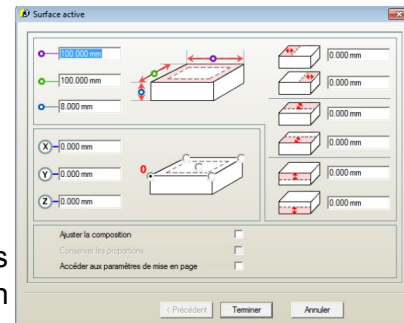 Surface active
100.000 mm
100.000 mm
8.000 mm
0.000 mm
0.000 mm
0.000 mm
0.000 mm
0.000 mm
0.000 mm
X 0.000 mm
Y 0.000 mm
Z 0.000 mm
0
Ajuster la composition
Conserver les proportions
Accéder aux paramètres de mise en page
s
n
< Précédent Terminer Annuler